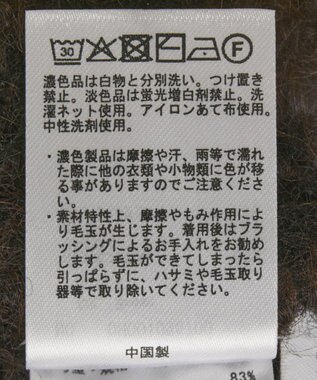 30 F
濃色品は白物と分別洗い。つけ置き
禁止。淡色品は蛍光増白剤禁止。洗
濯ネット使用。アイロンあて布使用。
中性洗剤使用。
・濃色製品は摩擦や汗、雨等で濡れ
た際に他の衣類や小物類に色が移
る事がありますのでご注意くださ
い。
・素材特性上、摩擦やもみ作用によ
り毛玉が生じます。着用後はブラ
ッシングによるお手入れをお勧め
します。毛玉ができてしまったら
引っぱらずに、ハサミや毛玉取り
器等で取り除いてください。
中国製
83%